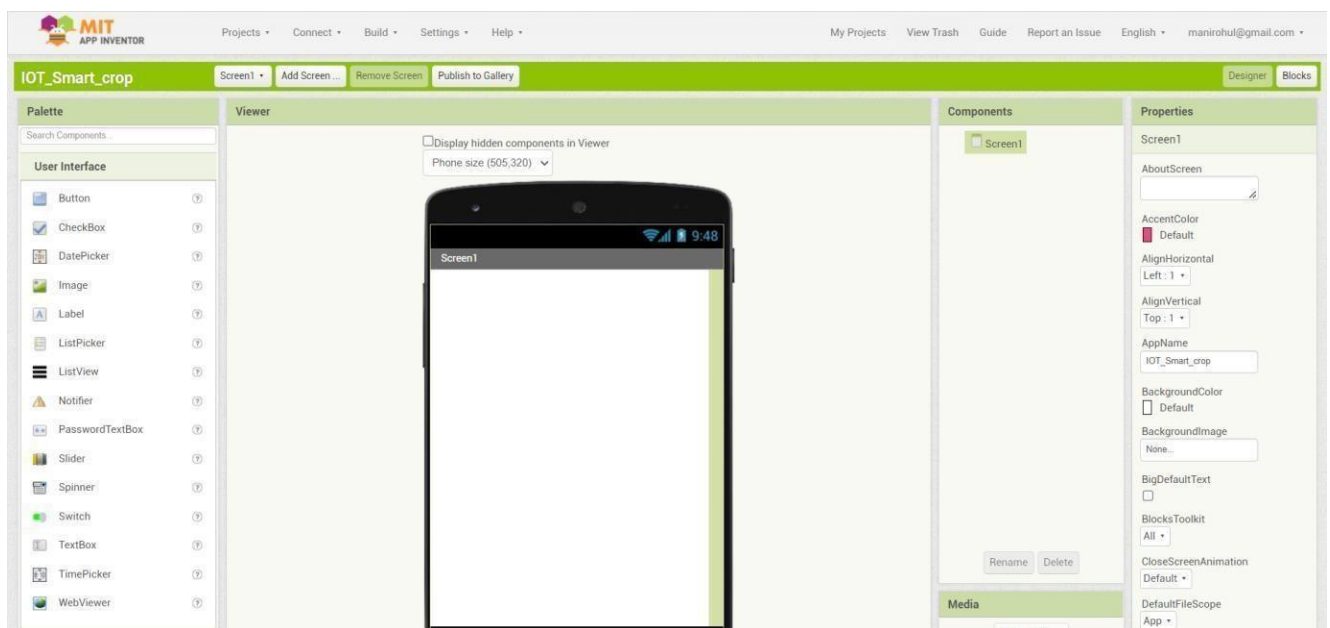 MIT
APP INVENTOR
Projects Connect Build Settings Help My Projects View Trash Guide Report an Issue English manirohul@gmail.com
IOT_Smart_crop Screen1 Add Screen ... Remove Screen Publish to Gallery Designer Blocks
Palette
Search Components...
User Interface
Button
CheckBox
DatePicker
Image
Label
ListPicker
ListView
Notifier
PasswordTextBox
Slider
Spinner
Switch
TextBox
TimePicker
WebViewer
Viewer
Display hidden components in Viewer
Phone size (505,320)
9:48
Screen1
Components
Screen1
Rename Delete
Media
Properties
Screen1
AboutScreen
AccentColor
Default
AlignHorizontal
Left : 1
AlignVertical
Top : 1
AppName
IOT_Smart_crop
BackgroundColor
Default
BackgroundImage
None...
BigDefaultText
BlocksToolkit
All
CloseScreenAnimation
Default
DefaultFileScope
App